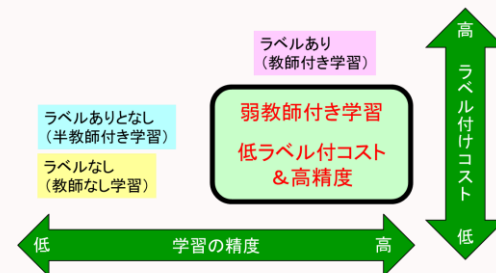 ラベルあり
（教師付き学習）
弱教師付き学習
低ラベル付コスト
＆高精度
ラベルありとなし
（半教師付き学習）
ラベルなし
（教師なし学習）
低 学習の精度 高
高
ラベル付けコスト
低